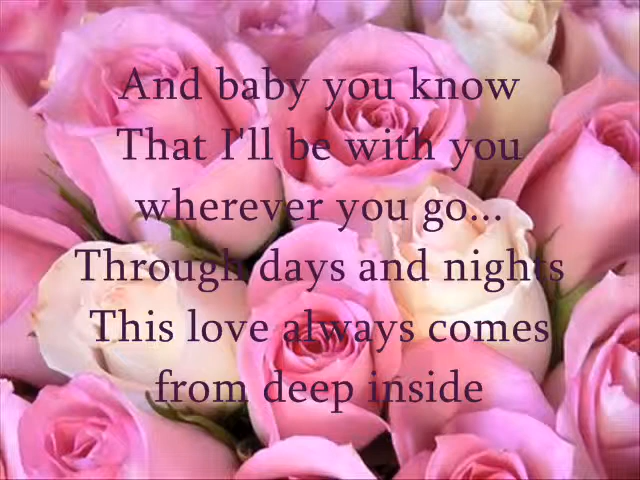 And baby you know
That I'll be with you
wherever you go...
Through days and nights
This love always comes
from deep inside